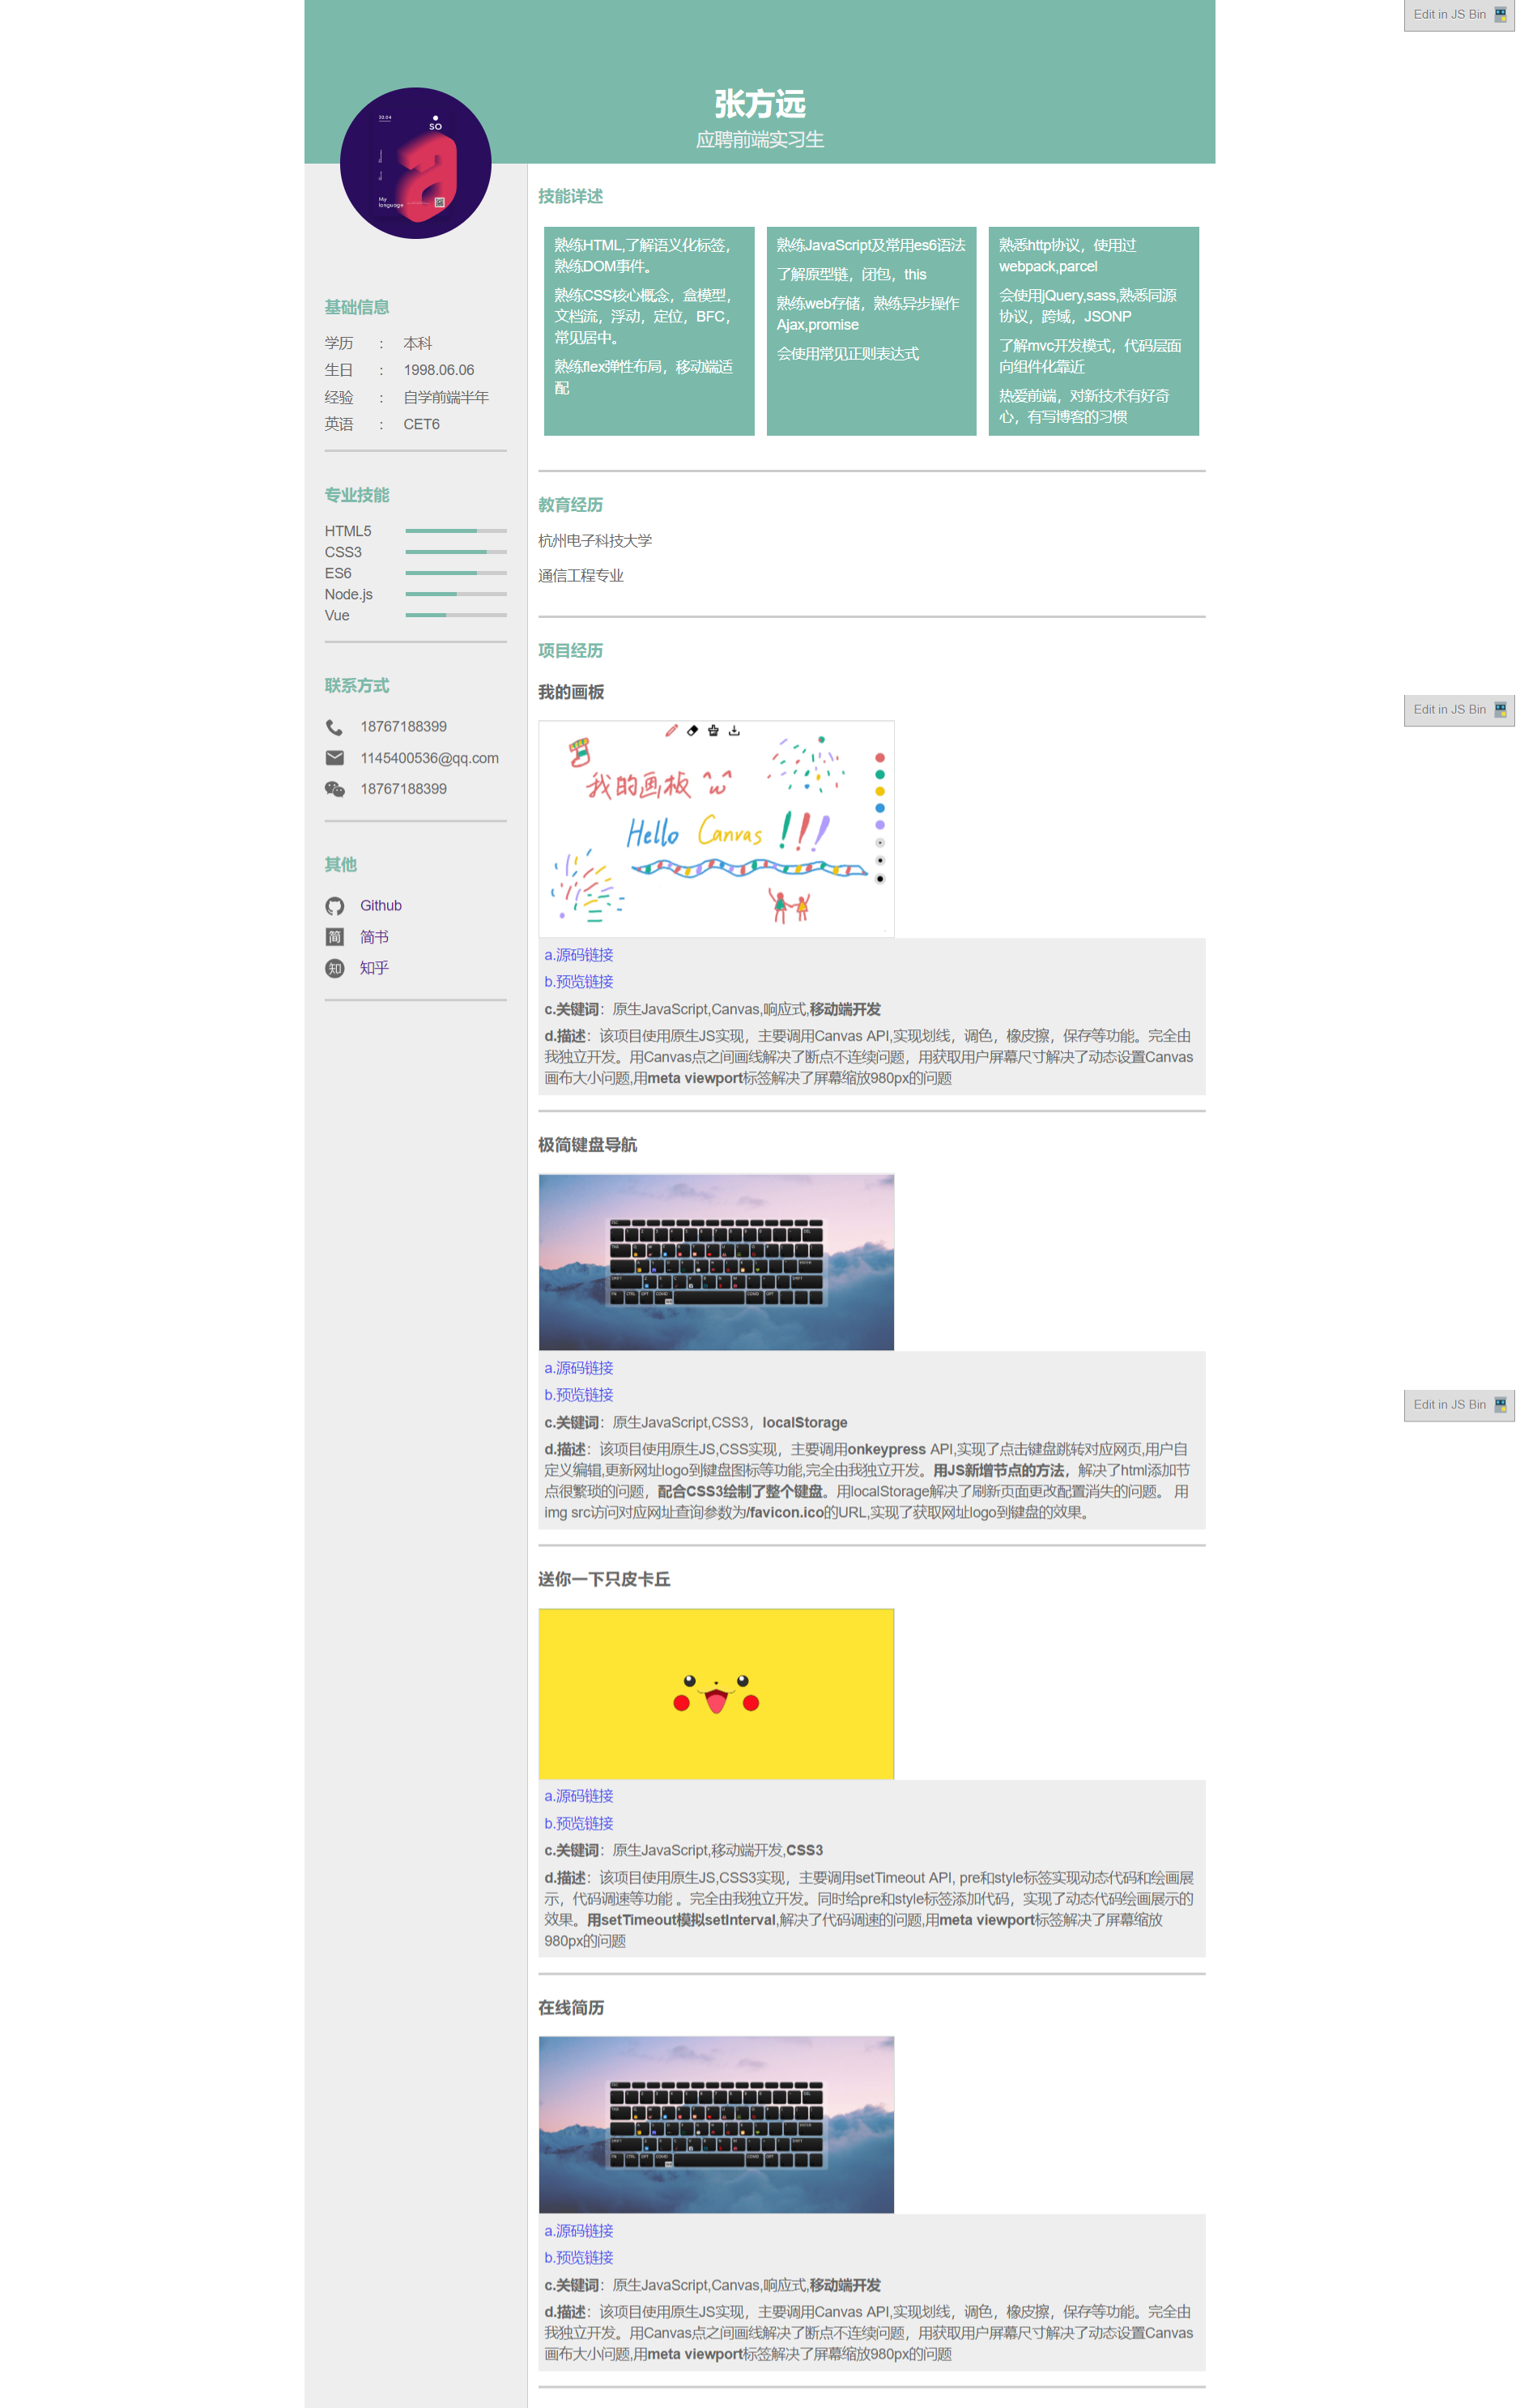 Edit in JS Bin
张方远
应聘前端实习生
30.04
SO
My
language
基础信息
学历 : 本科
生日 : 1998.06.06
经验 : 自学前端半年
英语 : CET6
专业技能
HTML5
CSS3
ES6
Node.js
Vue
联系方式
18767188399
1145400536@qq.com
18767188399
其他
Github
简 简书
知 知乎
技能详述
熟练HTML,了解语义化标签，
熟练DOM事件。
熟练CSS核心概念，盒模型，
文档流，浮动，定位，BFC，
常见居中。
熟练flex弹性布局，移动端适
配
熟练JavaScript及常用es6语法
了解原型链，闭包，this
熟练web存储，熟练异步操作
Ajax,promise
会使用常见正则表达式
熟悉http协议，使用过
webpack,parcel
会使用jQuery,sass,熟悉同源
协议，跨域，JSONP
了解mvc开发模式，代码层面
向组件化靠近
热爱前端，对新技术有好奇
心，有写博客的习惯
教育经历
杭州电子科技大学
通信工程专业
项目经历
我的画板
Edit in JS Bin
我的画板 ^w^
Hello Canvas !!!
a.源码链接
b.预览链接
c.关键词：原生JavaScript,Canvas,响应式,移动端开发
d.描述：该项目使用原生JS实现，主要调用Canvas API,实现划线，调色，橡皮擦，保存等功能。完全由
我独立开发。用Canvas点之间画线解决了断点不连续问题，用获取用户屏幕尺寸解决了动态设置Canvas
画布大小问题,用meta viewport标签解决了屏幕缩放980px的问题
极简键盘导航
a.源码链接
b.预览链接
Edit in JS Bin
c.关键词：原生JavaScript,CSS3，localStorage
d.描述：该项目使用原生JS,CSS实现，主要调用onkeypress API,实现了点击键盘跳转对应网页,用户自
定义编辑,更新网址logo到键盘图标等功能,完全由我独立开发。用JS新增节点的方法，解决了html添加节
点很繁琐的问题，配合CSS3绘制了整个键盘。用localStorage解决了刷新页面更改配置消失的问题。 用
img src访问对应网址查询参数为/favicon.ico的URL,实现了获取网址logo到键盘的效果。
送你一下只皮卡丘
a.源码链接
b.预览链接
c.关键词：原生JavaScript,移动端开发,CSS3
d.描述：该项目使用原生JS,CSS3实现，主要调用setTimeout API, pre和style标签实现动态代码和绘画展
示，代码调速等功能 。完全由我独立开发。同时给pre和style标签添加代码，实现了动态代码绘画展示的
效果。用setTimeout模拟setInterval,解决了代码调速的问题,用meta viewport标签解决了屏幕缩放
980px的问题
在线简历
a.源码链接
b.预览链接
c.关键词：原生JavaScript,Canvas,响应式,移动端开发
d.描述：该项目使用原生JS实现，主要调用Canvas API,实现划线，调色，橡皮擦，保存等功能。完全由
我独立开发。用Canvas点之间画线解决了断点不连续问题，用获取用户屏幕尺寸解决了动态设置Canvas
画布大小问题,用meta viewport标签解决了屏幕缩放980px的问题